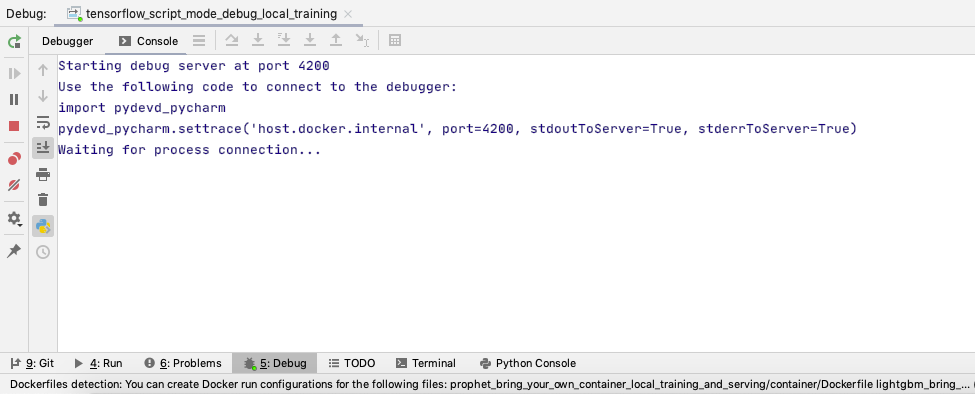 Debug: tensorflow_script_mode_debug_local_training
Debugger Console
Starting debug server at port 4200
Use the following code to connect to the debugger:
import pydevd_pycharm
pydevd_pycharm.settrace('host.docker.internal', port=4200, stdoutToServer=True, stderrToServer=True)
Waiting for process connection...
9: Git 4: Run 6: Problems 5: Debug TODO Terminal Python Console
Dockerfiles detection: You can create Docker run configurations for the following files: prophet_bring_your_own_container_local_training_and_serving/container/Dockerfile lightgbm_bring_... (